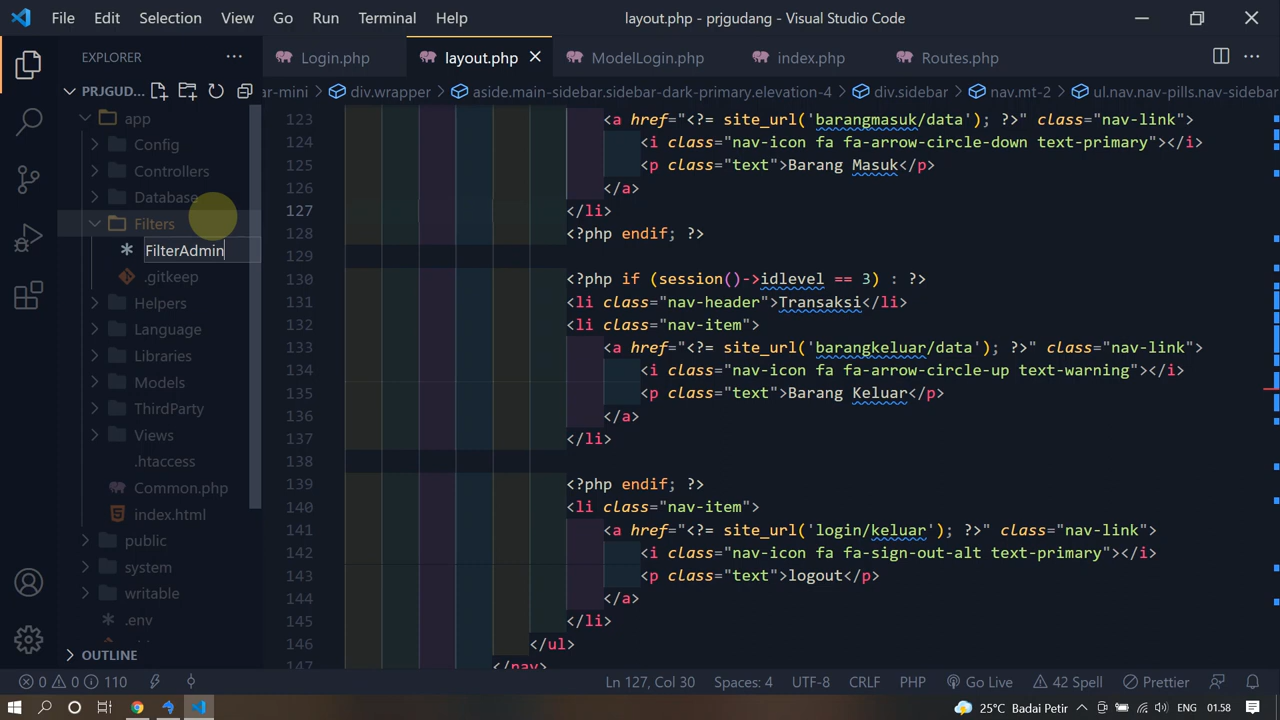 File Edit Selection View Go Run Terminal Help
layout.php - prjgudang - Visual Studio Code
EXPLORER
Login.php
layout.php
ModelLogin.php
index.php
Routes.php
PRJGUD...
ar-mini > div.wrapper > aside.main-sidebar.sidebar-dark-primary.elevation-4 > div.sidebar > nav.mt-2 > ul.nav.nav-pills.nav-sidebar
app
Config
Controllers
Database
Filters
FilterAdmin
.gitkeep
Helpers
Language
Libraries
Models
ThirdParty
Views
.htaccess
Common.php
index.html
public
system
writable
.env
OUTLINE
123 <a href="<?= site_url('barangmasuk/data'); ?>" class="nav-link">
124 <i class="nav-icon fa fa-arrow-circle-down text-primary"></i>
125 <p class="text">Barang Masuk</p>
126 </a>
127 </li>
128 <?php endif; ?>
129
130 <?php if (session()->idlevel == 3) : ?>
131 <li class="nav-header">Transaksi</li>
132 <li class="nav-item">
133 <a href="<?= site_url('barangkeluar/data'); ?>" class="nav-link">
134 <i class="nav-icon fa fa-arrow-circle-up text-warning"></i>
135 <p class="text">Barang Keluar</p>
136 </a>
137 </li>
138
139 <?php endif; ?>
140 <li class="nav-item">
141 <a href="<?= site_url('login/keluar'); ?>" class="nav-link">
142 <i class="nav-icon fa fa-sign-out-alt text-primary"></i>
143 <p class="text">logout</p>
144 </a>
145 </li>
146 </ul>
147 </nav>
0 0 110
Ln 127, Col 30 Spaces: 4 UTF-8 CRLF PHP Go Live 42 Spell Prettier
25°C Badai Petir ENG 01.58